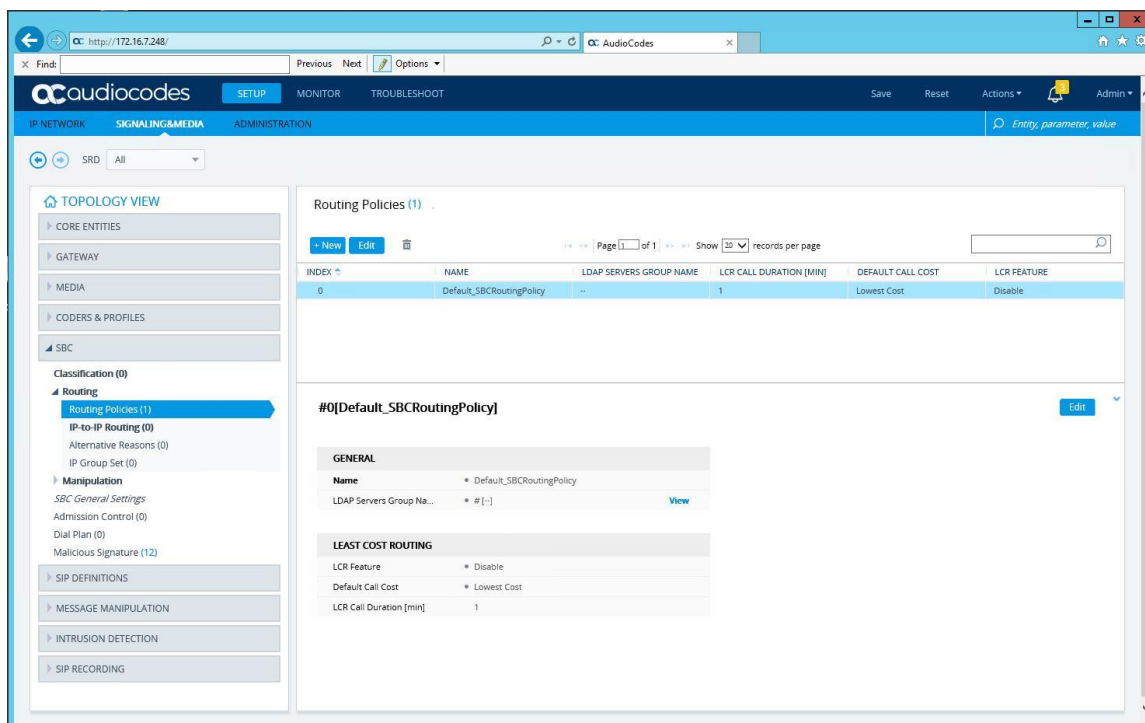 http://172.16.7.248/
AudioCodes
Find:
Previous Next Options
audiocodes
SETUP MONITOR TROUBLESHOOT Save Reset Actions 3 Admin
IP NETWORK SIGNALING&MEDIA ADMINISTRATION Entity, parameter, value
SRD All
TOPOLOGY VIEW
CORE ENTITIES
GATEWAY
MEDIA
CODERS & PROFILES
SBC
Classification (0)
Routing
Routing Policies (1)
IP-to-IP Routing (0)
Alternative Reasons (0)
IP Group Set (0)
Manipulation
SBC General Settings
Admission Control (0)
Dial Plan (0)
Malicious Signature (12)
SIP DEFINITIONS
MESSAGE MANIPULATION
INTRUSION DETECTION
SIP RECORDING
Routing Policies (1)
+ New Edit Page 1 of 1 Show 20 records per page
INDEX NAME LDAP SERVERS GROUP NAME LCR CALL DURATION [MIN] DEFAULT CALL COST LCR FEATURE
0 Default_SBCRoutingPolicy -- 1 Lowest Cost Disable
#0[Default_SBCRoutingPolicy] Edit
GENERAL
Name Default_SBCRoutingPolicy
LDAP Servers Group Na... # [--] View
LEAST COST ROUTING
LCR Feature Disable
Default Call Cost Lowest Cost
LCR Call Duration [min] 1